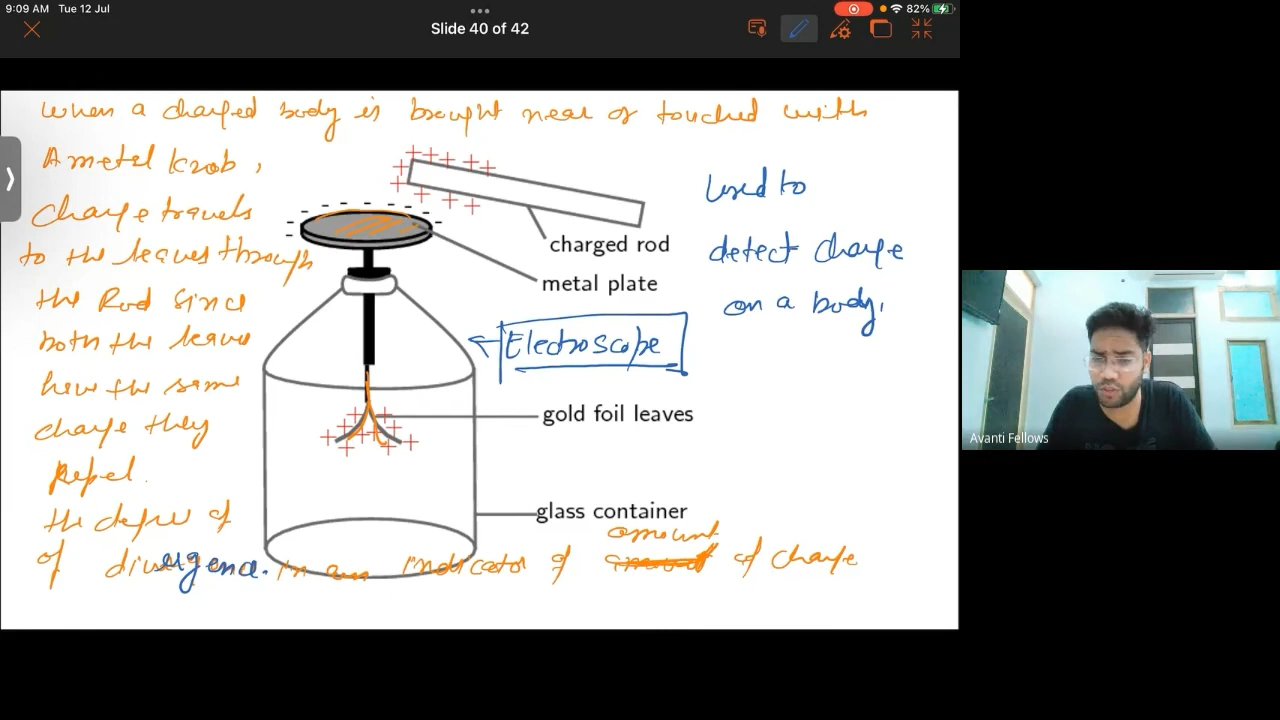 9:09 AM Tue 12 Jul
82%
Slide 40 of 42
when a charged body is brought near or touched with
A metal knob,
charge travels
to the leaves through
the Rod since
both the leaves
have the same
charge they
Repel.
the degree of
of divergence. is an indicator of amount of charge
charged rod
metal plate
Electroscope
gold foil leaves
glass container
used to
detect charge
on a body.
Avanti Fellows